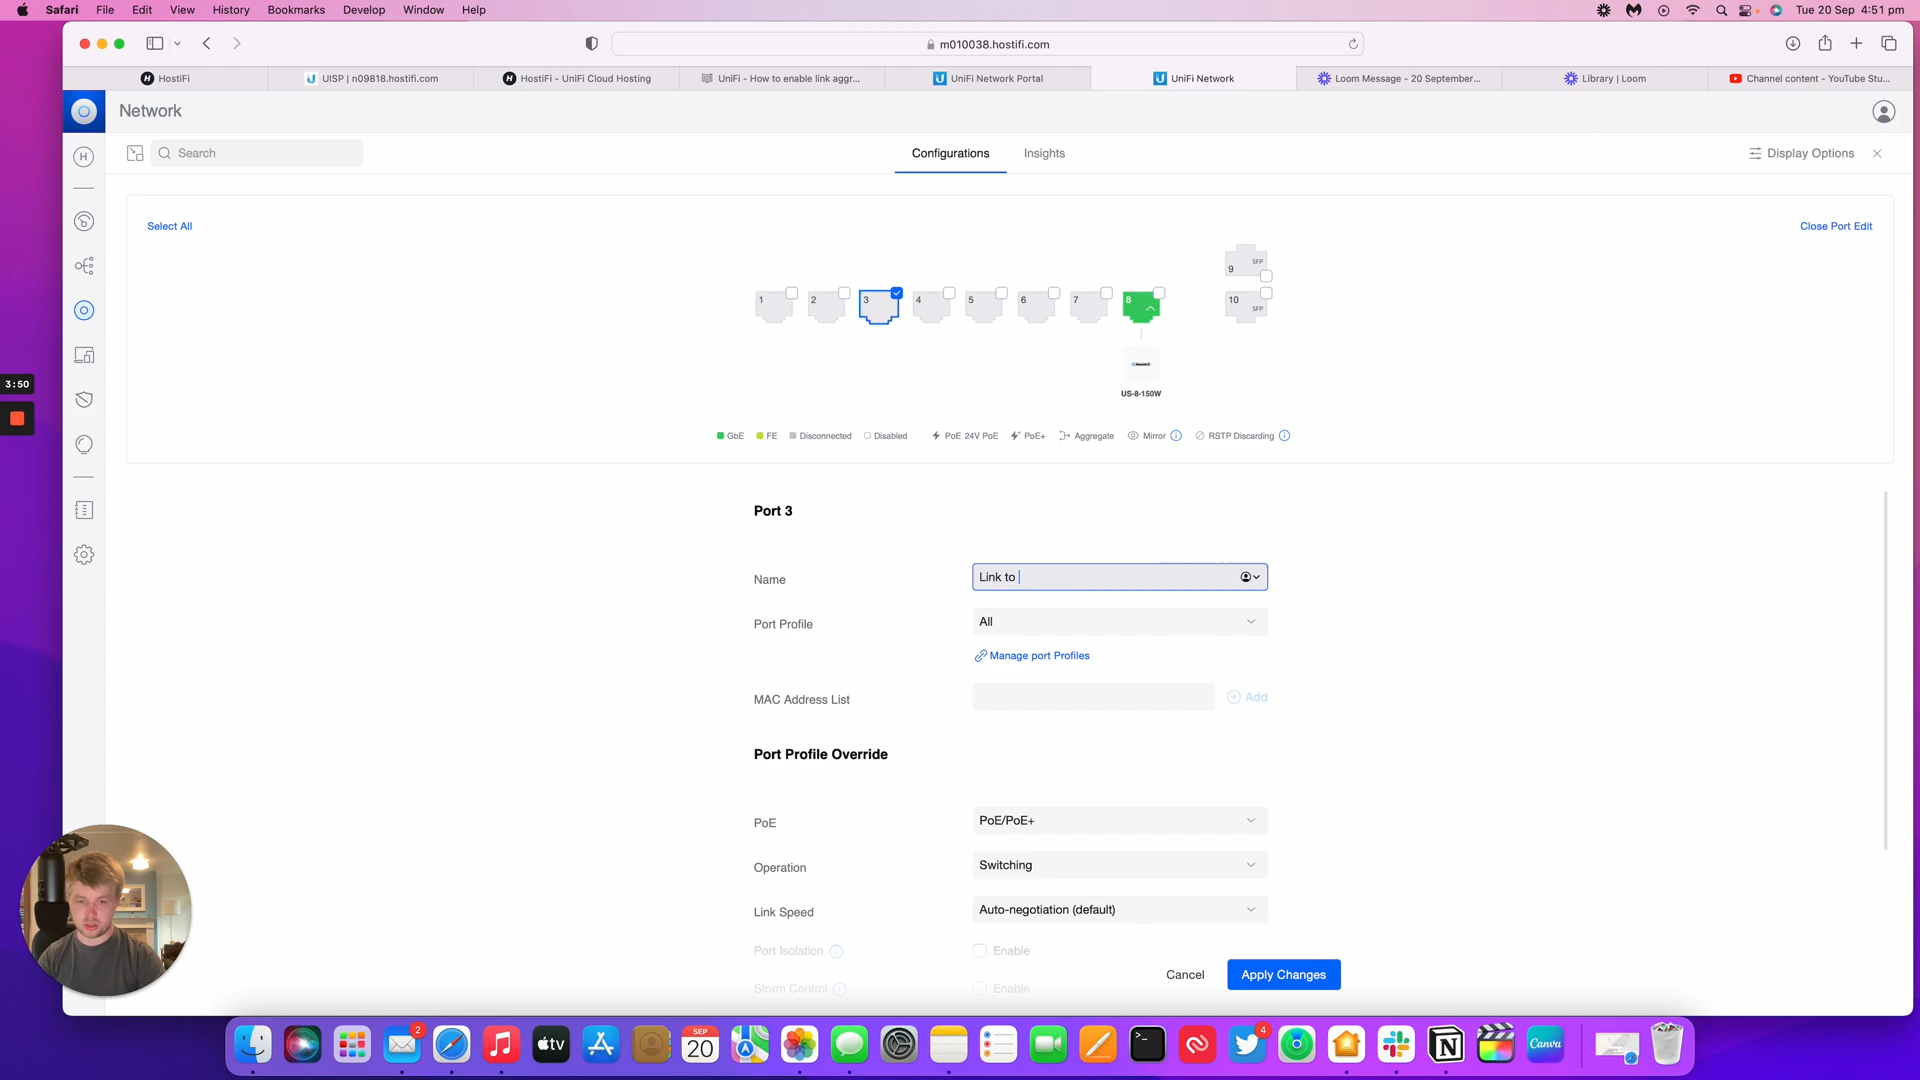 Safari File Edit View History Bookmarks Develop Window Help Tue 20 Sep 4:51 pm
m010038.hostifi.com
HostiFi UISP | n09818.hostifi.com HostiFi - UniFi Cloud Hosting UniFi - How to enable link aggr... UniFi Network Portal UniFi Network Loom Message - 20 September... Library | Loom Channel content - YouTube Stu...
Network
H
Search Configurations Insights Display Options
Select All Close Port Edit
9 SFP
1 2 3 4 5 6 7 8 10 SFP
US-8-150W
3:50
GbE FE Disconnected Disabled PoE 24V PoE PoE+ Aggregate Mirror RSTP Discarding
Port 3
Name Link to
Port Profile All
Manage port Profiles
MAC Address List Add
Port Profile Override
PoE PoE/PoE+
Operation Switching
Link Speed Auto-negotiation (default)
Port Isolation Enable
Cancel Apply Changes
Storm Control Enable
2 SEP 20 tv 4 Canva